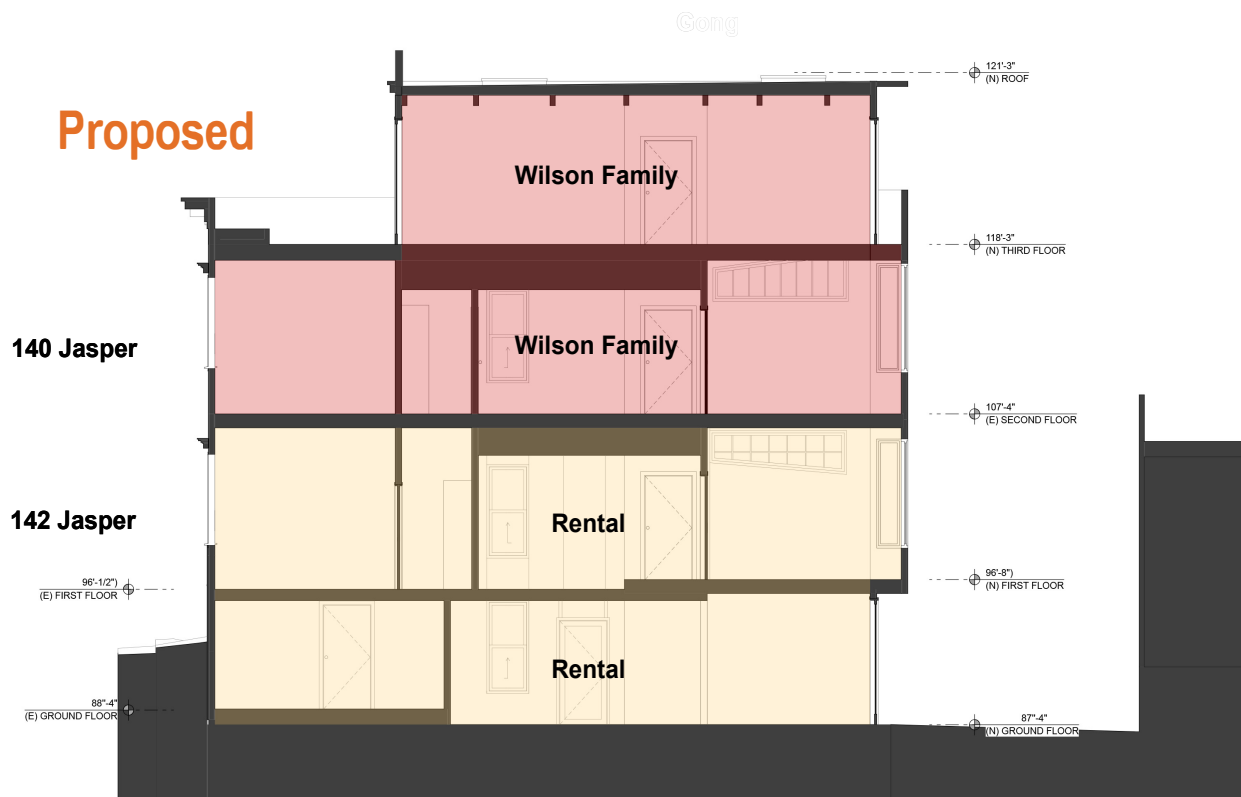 Gong
121'-3"
(N) ROOF
Proposed
Wilson Family
118'-3"
(N) THIRD FLOOR
Wilson Family
140 Jasper
107'-4"
(E) SECOND FLOOR
142 Jasper
Rental
96'-1/2")
(E) FIRST FLOOR
96'-8")
(N) FIRST FLOOR
Rental
88"-4"
(E) GROUND FLOOR
87"-4"
(N) GROUND FLOOR